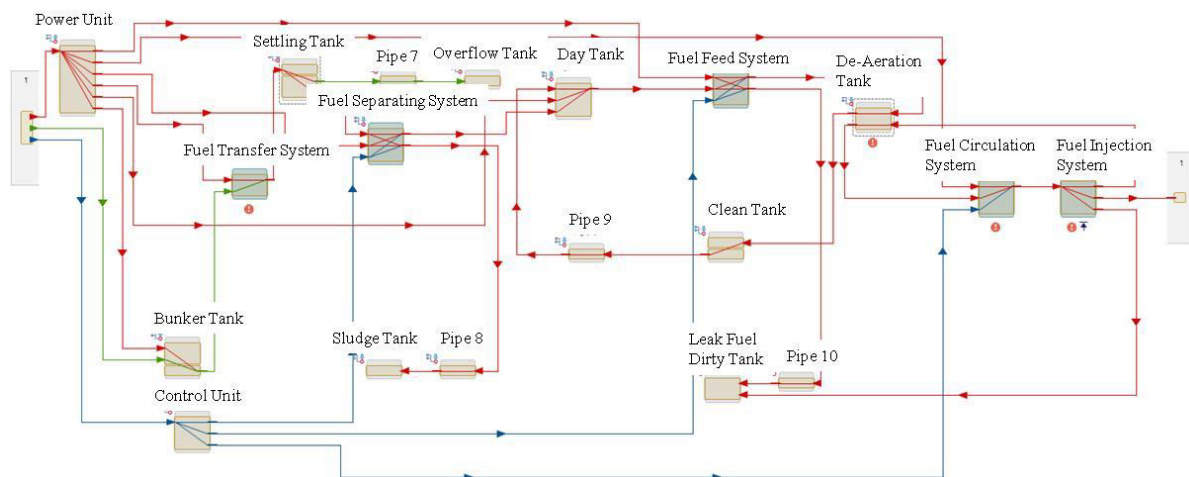 Power Unit
1
Settling Tank
Pipe 7
Overflow Tank
Day Tank
Fuel Feed System
De-Aeration
Tank
Fuel Separating System
Fuel Transfer System
Fuel Circulation
System
Fuel Injection
System
1
Pipe 9
Clean Tank
Bunker Tank
Sludge Tank
Pipe 8
Leak Fuel
Dirty Tank
Pipe 10
Control Unit